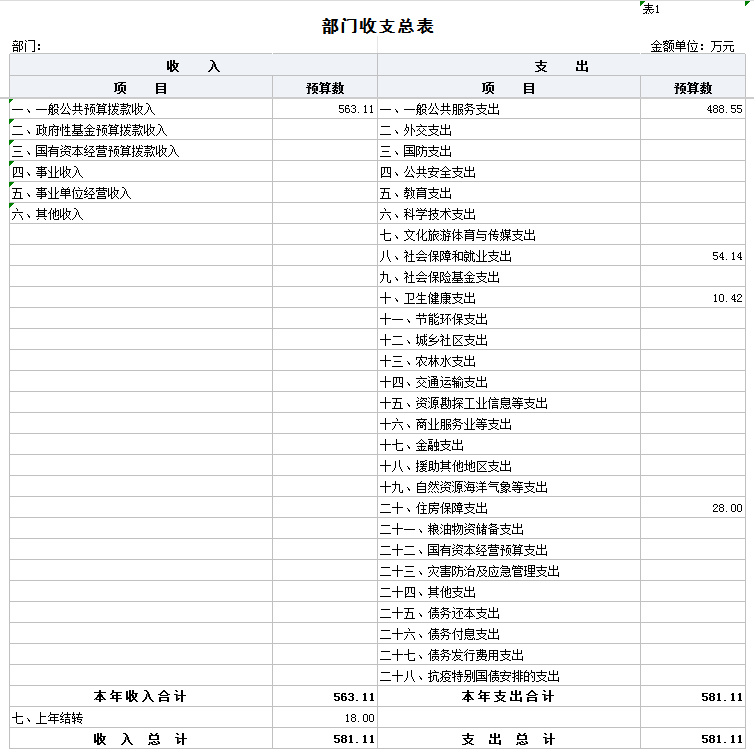 表1
部门收支总表
部门： 金额单位：万元
收　　入 支　　出
项　　目 预算数 项　　目 预算数
一、一般公共预算拨款收入 563.11 一、一般公共服务支出 488.55
二、政府性基金预算拨款收入 二、外交支出
三、国有资本经营预算拨款收入 三、国防支出
四、事业收入 四、公共安全支出
五、事业单位经营收入 五、教育支出
六、其他收入 六、科学技术支出
七、文化旅游体育与传媒支出
八、社会保障和就业支出 54.14
九、社会保险基金支出
十、卫生健康支出 10.42
十一、节能环保支出
十二、城乡社区支出
十三、农林水支出
十四、交通运输支出
十五、资源勘探工业信息等支出
十六、商业服务业等支出
十七、金融支出
十八、援助其他地区支出
十九、自然资源海洋气象等支出
二十、住房保障支出 28.00
二十一、粮油物资储备支出
二十二、国有资本经营预算支出
二十三、灾害防治及应急管理支出
二十四、其他支出
二十五、债务还本支出
二十六、债务付息支出
二十七、债务发行费用支出
二十八、抗疫特别国债安排的支出
本年收入合计 563.11 本年支出合计 581.11
七、上年结转 18.00
收　入　总　计 581.11 支　出　总　计 581.11